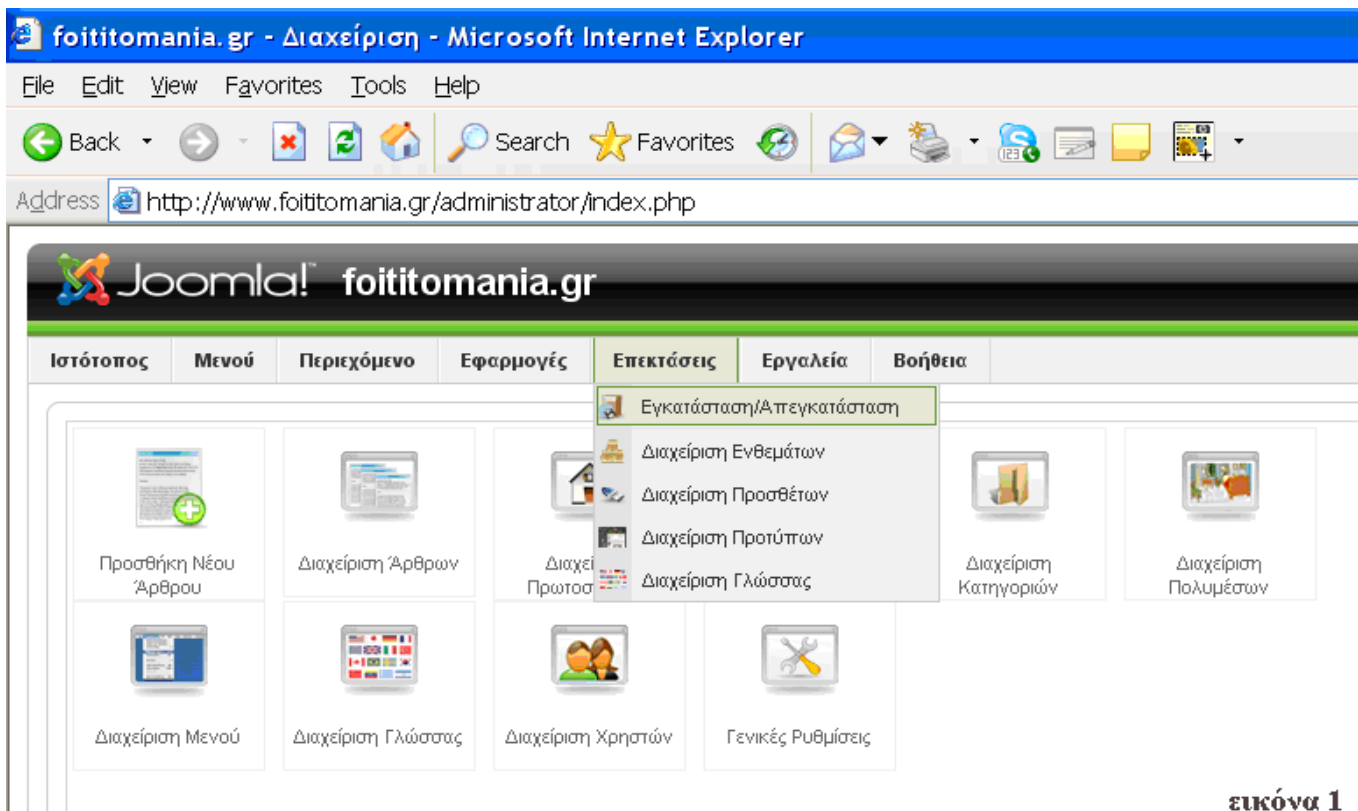 foititomania.gr - Διαχείριση - Microsoft Internet Explorer
File Edit View Favorites Tools Help
Back Search Favorites
Address http://www.foititomania.gr/administrator/index.php
Joomla!™ foititomania.gr
Ιστότοπος Μενού Περιεχόμενο Εφαρμογές Επεκτάσεις Εργαλεία Βοήθεια
Εγκατάσταση/Απεγκατάσταση
Διαχείριση Ενθεμάτων
Διαχείριση Προσθέτων
Διαχείριση Προτύπων
Διαχείριση Γλώσσας
Προσθήκη Νέου
Άρθρου
Διαχείριση Άρθρων
Διαχεί
Πρωτοσ
Διαχείριση
Κατηγοριών
Διαχείριση
Πολυμέσων
Διαχείριση Μενού
Διαχείριση Γλώσσας
Διαχείριση Χρηστών
Γενικές Ρυθμίσεις
εικόνα 1